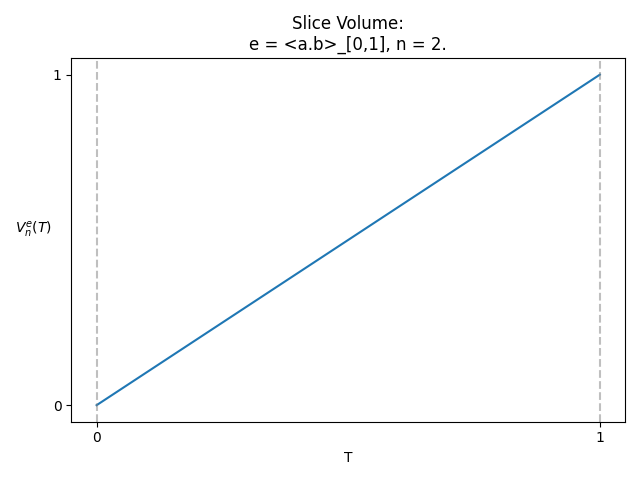 Slice Volume:
e = <a.b>_[0,1], n = 2.
1
V_n^e(T)
0
0 1
T